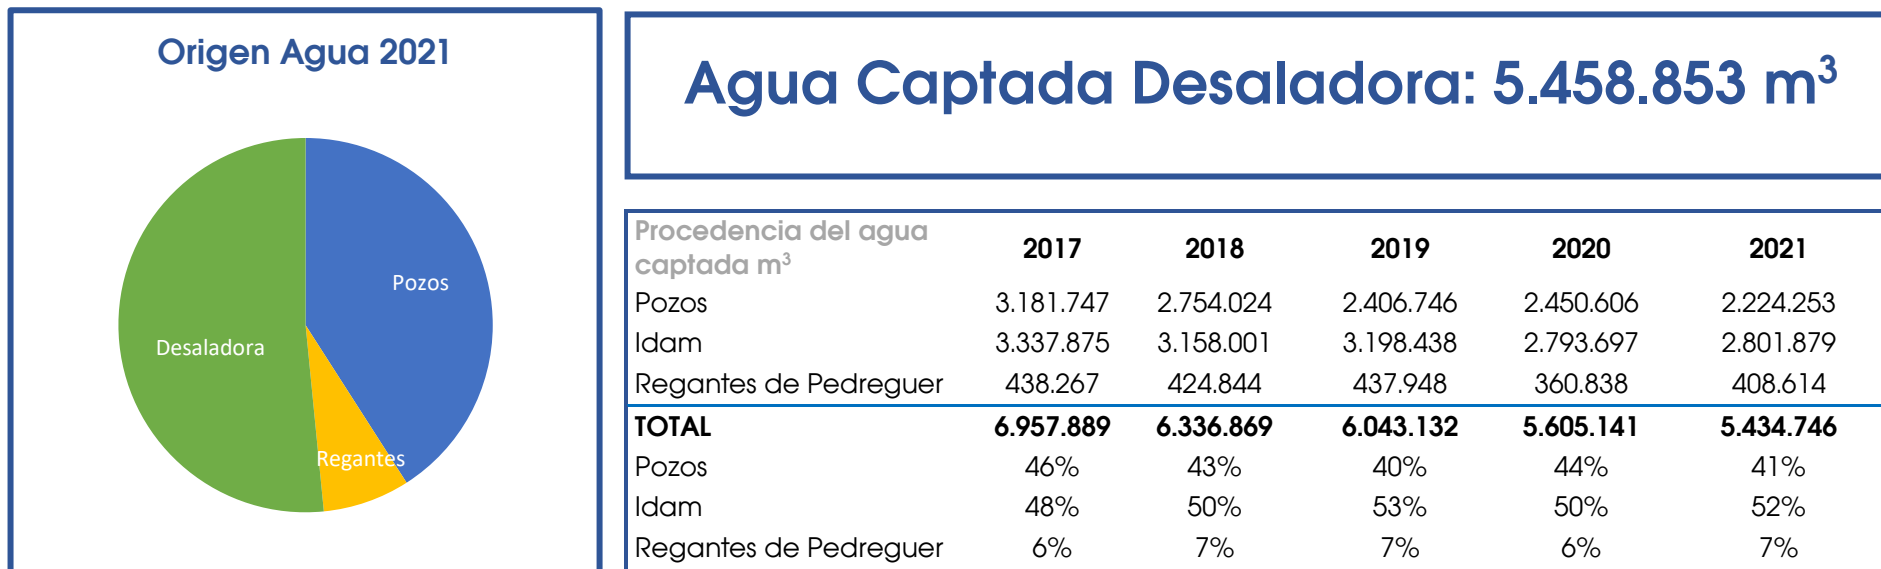 Origen Agua 2021
Pozos
Desaladora
Regantes
Agua Captada Desaladora: 5.458.853 m³
Procedencia del agua
captada m³ 2017 2018 2019 2020 2021
Pozos 3.181.747 2.754.024 2.406.746 2.450.606 2.224.253
Idam 3.337.875 3.158.001 3.198.438 2.793.697 2.801.879
Regantes de Pedreguer 438.267 424.844 437.948 360.838 408.614
TOTAL 6.957.889 6.336.869 6.043.132 5.605.141 5.434.746
Pozos 46% 43% 40% 44% 41%
Idam 48% 50% 53% 50% 52%
Regantes de Pedreguer 6% 7% 7% 6% 7%